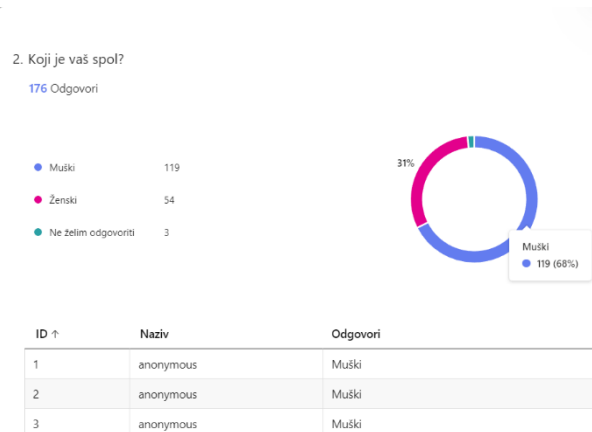 2. Koji je vaš spol?
176 Odgovori
Muški 119
Ženski 54
Ne želim odgovoriti 3
31%
Muški
119 (68%)
ID ↑ Naziv Odgovori
1 anonymous Muški
2 anonymous Muški
3 anonymous Muški